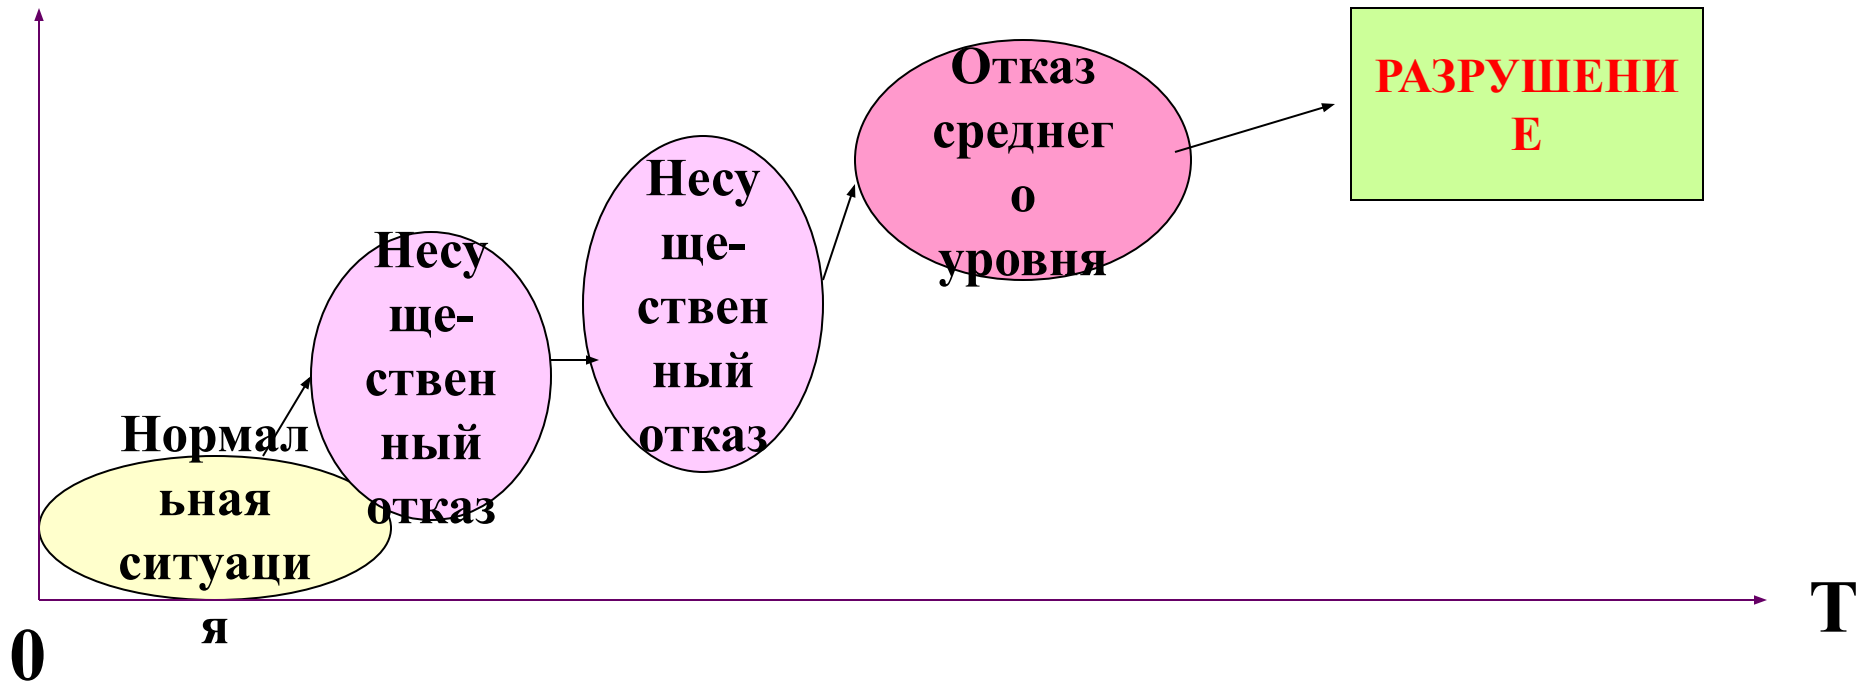 Нормал
ьная
ситуаци
я
Несу
ще-
ствен
ный
отказ
Несу
ще-
ствен
ный
отказ
Отказ
среднег
о
уровня
РАЗРУШЕНИ
Е
0
Т